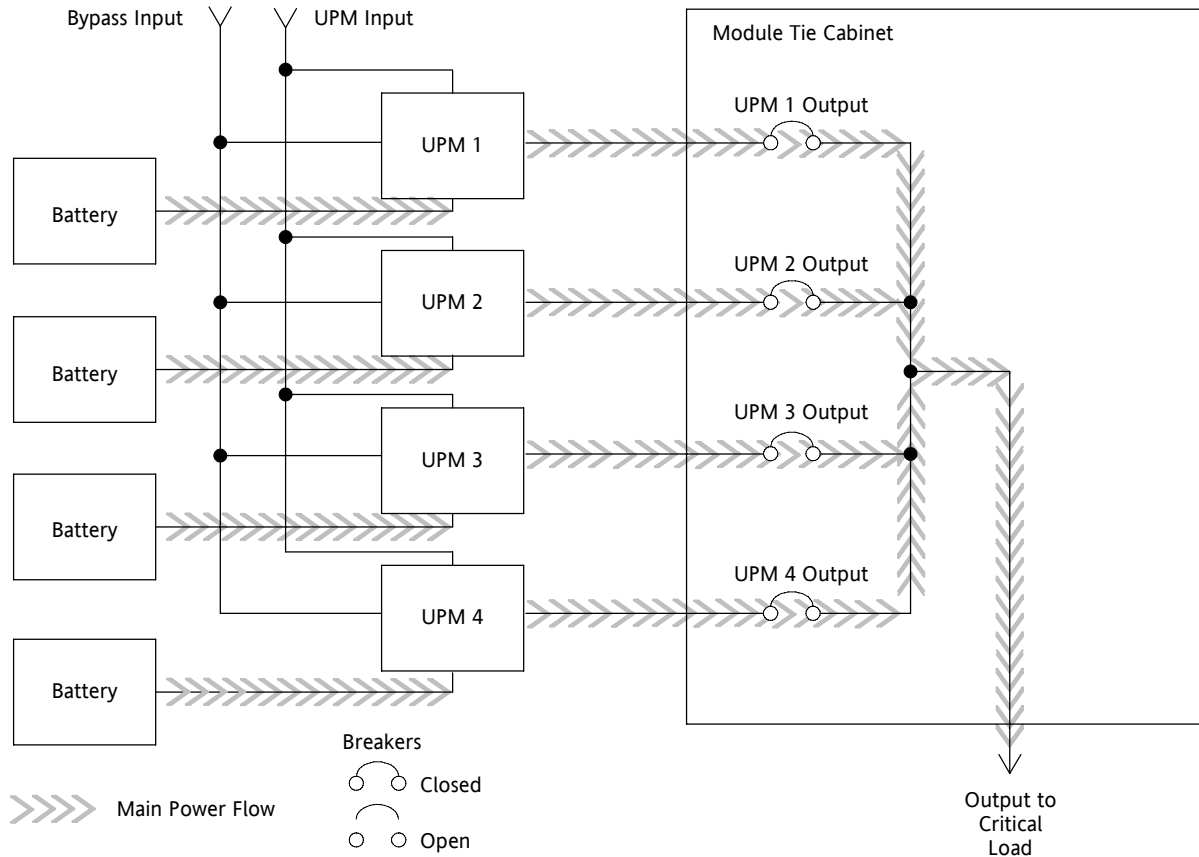 Bypass Input
UPM Input
Module Tie Cabinet
UPM 1 Output
UPM 1
Battery
UPM 2 Output
UPM 2
Battery
UPM 3 Output
UPM 3
Battery
UPM 4 Output
UPM 4
Battery
Breakers
Closed
Open
Main Power Flow
Output to
Critical
Load